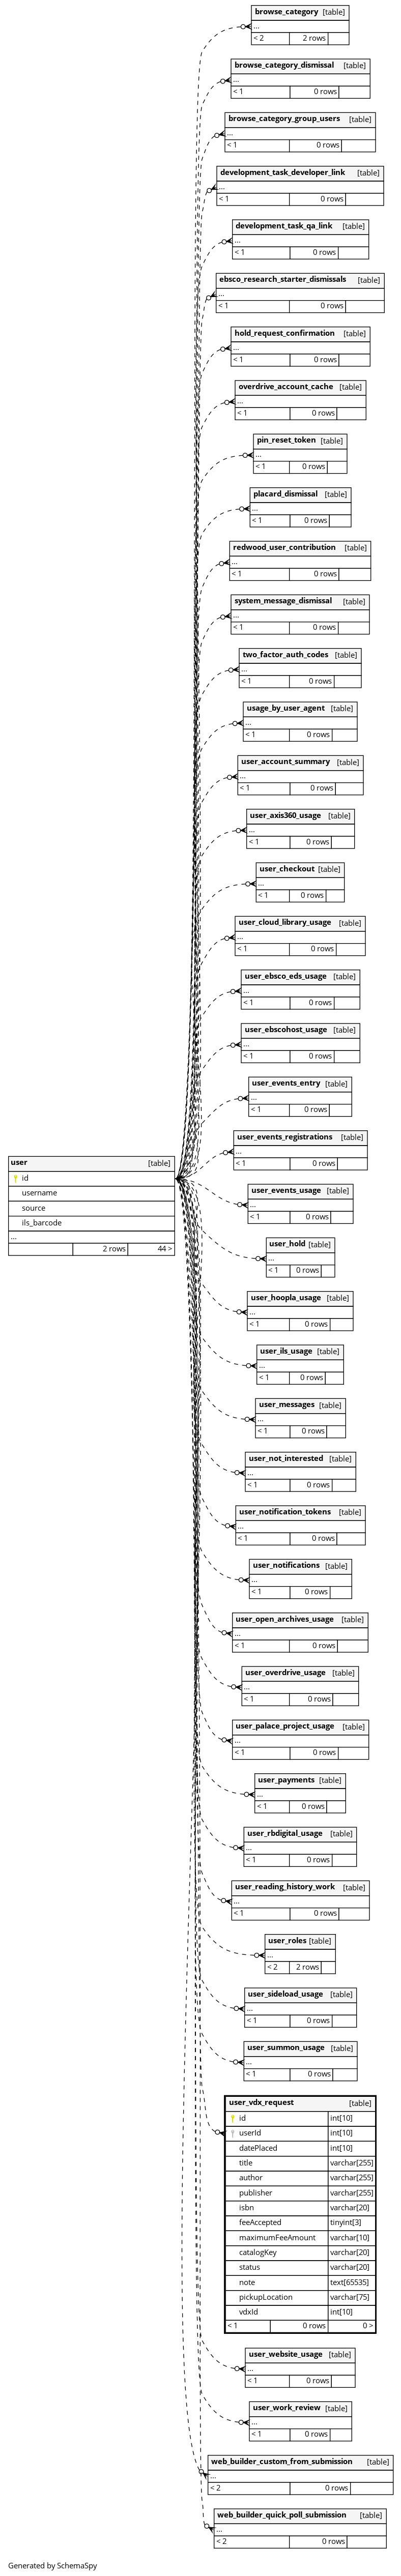 browse_category [table]
...
< 2 2 rows
browse_category_dismissal [table]
...
< 1 0 rows
browse_category_group_users [table]
...
< 1 0 rows
development_task_developer_link [table]
...
< 1 0 rows
development_task_qa_link [table]
...
< 1 0 rows
ebsco_research_starter_dismissals [table]
...
< 1 0 rows
hold_request_confirmation [table]
...
< 1 0 rows
overdrive_account_cache [table]
...
< 1 0 rows
pin_reset_token [table]
...
< 1 0 rows
placard_dismissal [table]
...
< 1 0 rows
redwood_user_contribution [table]
...
< 1 0 rows
system_message_dismissal [table]
...
< 1 0 rows
two_factor_auth_codes [table]
...
< 1 0 rows
usage_by_user_agent [table]
...
< 1 0 rows
user_account_summary [table]
...
< 1 0 rows
user_axis360_usage [table]
...
< 1 0 rows
user_checkout [table]
...
< 1 0 rows
user_cloud_library_usage [table]
...
< 1 0 rows
user_ebsco_eds_usage [table]
...
< 1 0 rows
user_ebscohost_usage [table]
...
< 1 0 rows
user_events_entry [table]
...
< 1 0 rows
user_events_registrations [table]
...
< 1 0 rows
user [table]
id
username
source
ils_barcode
...
2 rows 44 >
user_events_usage [table]
...
< 1 0 rows
user_hold [table]
...
< 1 0 rows
user_hoopla_usage [table]
...
< 1 0 rows
user_ils_usage [table]
...
< 1 0 rows
user_messages [table]
...
< 1 0 rows
user_not_interested [table]
...
< 1 0 rows
user_notification_tokens [table]
...
< 1 0 rows
user_notifications [table]
...
< 1 0 rows
user_open_archives_usage [table]
...
< 1 0 rows
user_overdrive_usage [table]
...
< 1 0 rows
user_palace_project_usage [table]
...
< 1 0 rows
user_payments [table]
...
< 1 0 rows
user_rbdigital_usage [table]
...
< 1 0 rows
user_reading_history_work [table]
...
< 1 0 rows
user_roles [table]
...
< 2 2 rows
user_sideload_usage [table]
...
< 1 0 rows
user_summon_usage [table]
...
< 1 0 rows
user_vdx_request [table]
id int[10]
userId int[10]
datePlaced int[10]
title varchar[255]
author varchar[255]
publisher varchar[255]
isbn varchar[20]
feeAccepted tinyint[3]
maximumFeeAmount varchar[10]
catalogKey varchar[20]
status varchar[20]
note text[65535]
pickupLocation varchar[75]
vdxId int[10]
< 1 0 rows 0 >
user_website_usage [table]
...
< 1 0 rows
user_work_review [table]
...
< 1 0 rows
web_builder_custom_from_submission [table]
...
< 2 0 rows
web_builder_quick_poll_submission [table]
...
< 2 0 rows
Generated by SchemaSpy